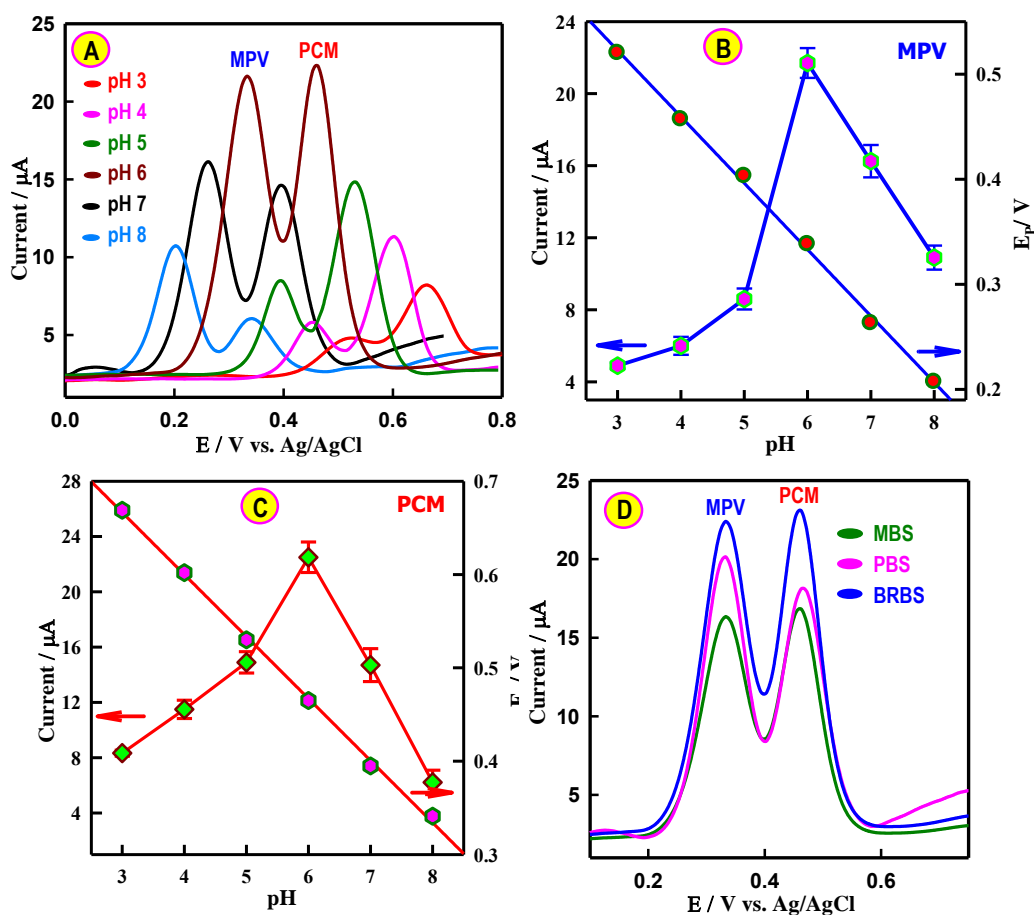 A
MPV
PCM
pH 3
pH 4
pH 5
pH 6
pH 7
pH 8
25
20
15
10
5
Current / μA
0.0 0.2 0.4 0.6 0.8
E / V vs. Ag/AgCl
B
MPV
24
20
16
12
8
4
Current / μA
0.5
0.4
0.3
0.2
E_P / V
3 4 5 6 7 8
pH
C
PCM
28
24
20
16
12
8
4
Current / μA
0.7
0.6
0.5
0.4
0.3
3 4 5 6 7 8
pH
D
MPV
PCM
MBS
PBS
BRBS
25
20
15
10
5
Current / μA
0.2 0.4 0.6
E / V vs. Ag/AgCl